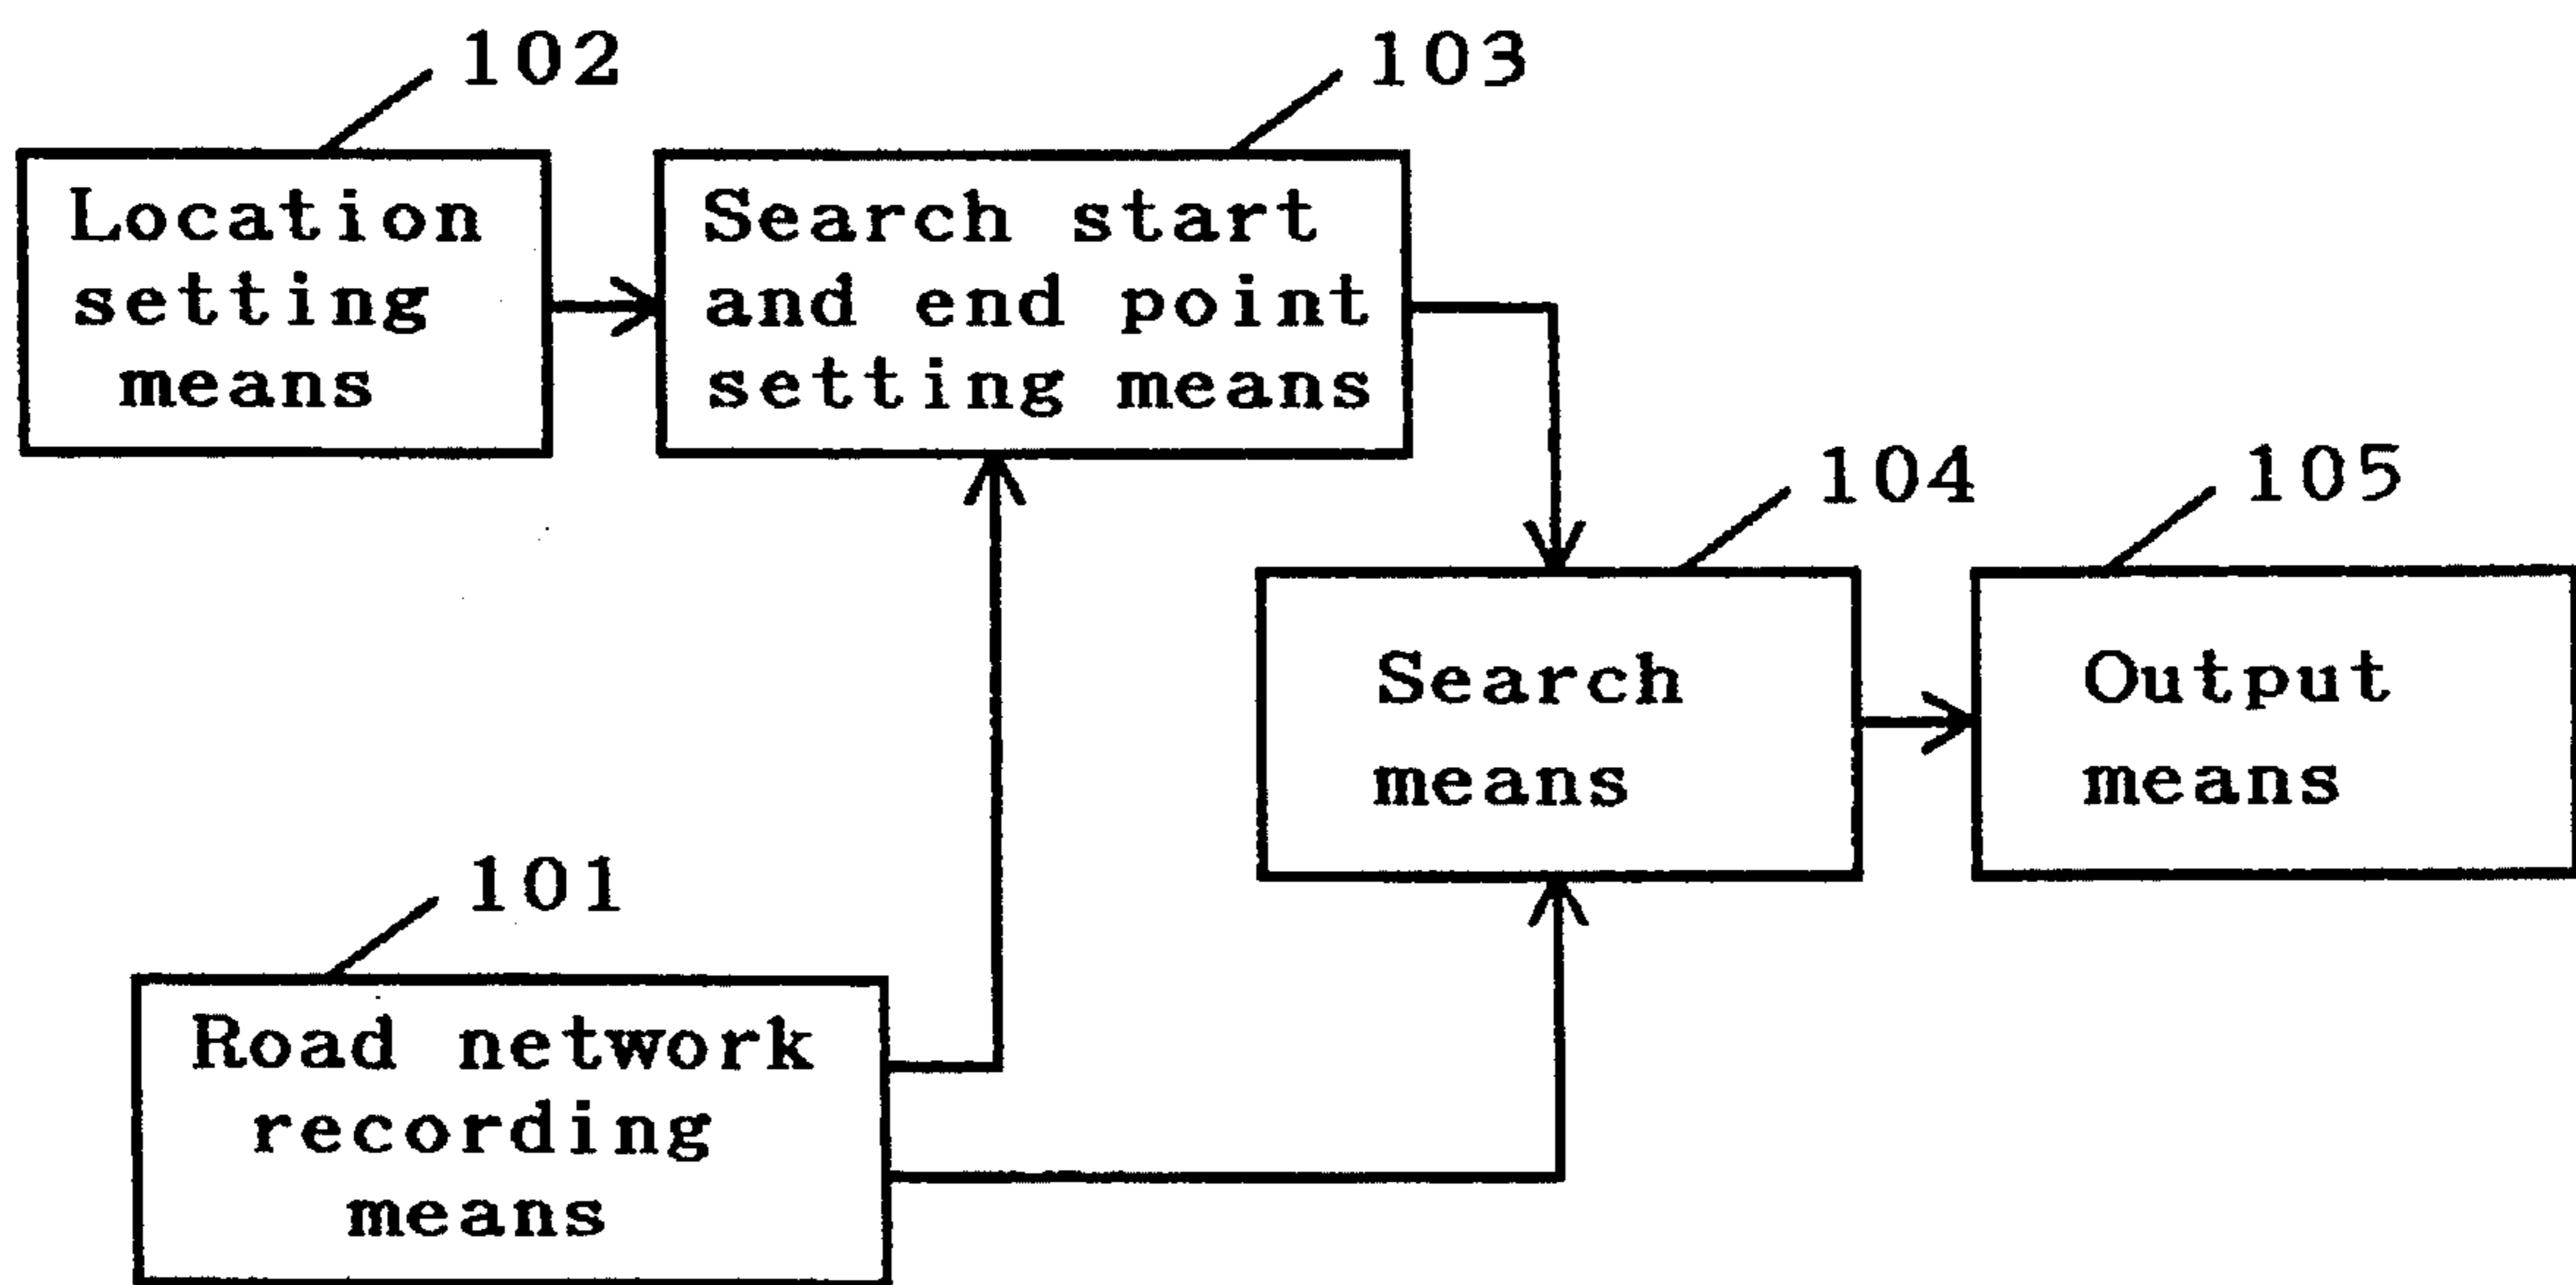 102
Location
setting
means
103
Search start
and end point
setting means
104
Search
means
105
Output
means
101
Road network
recording
means